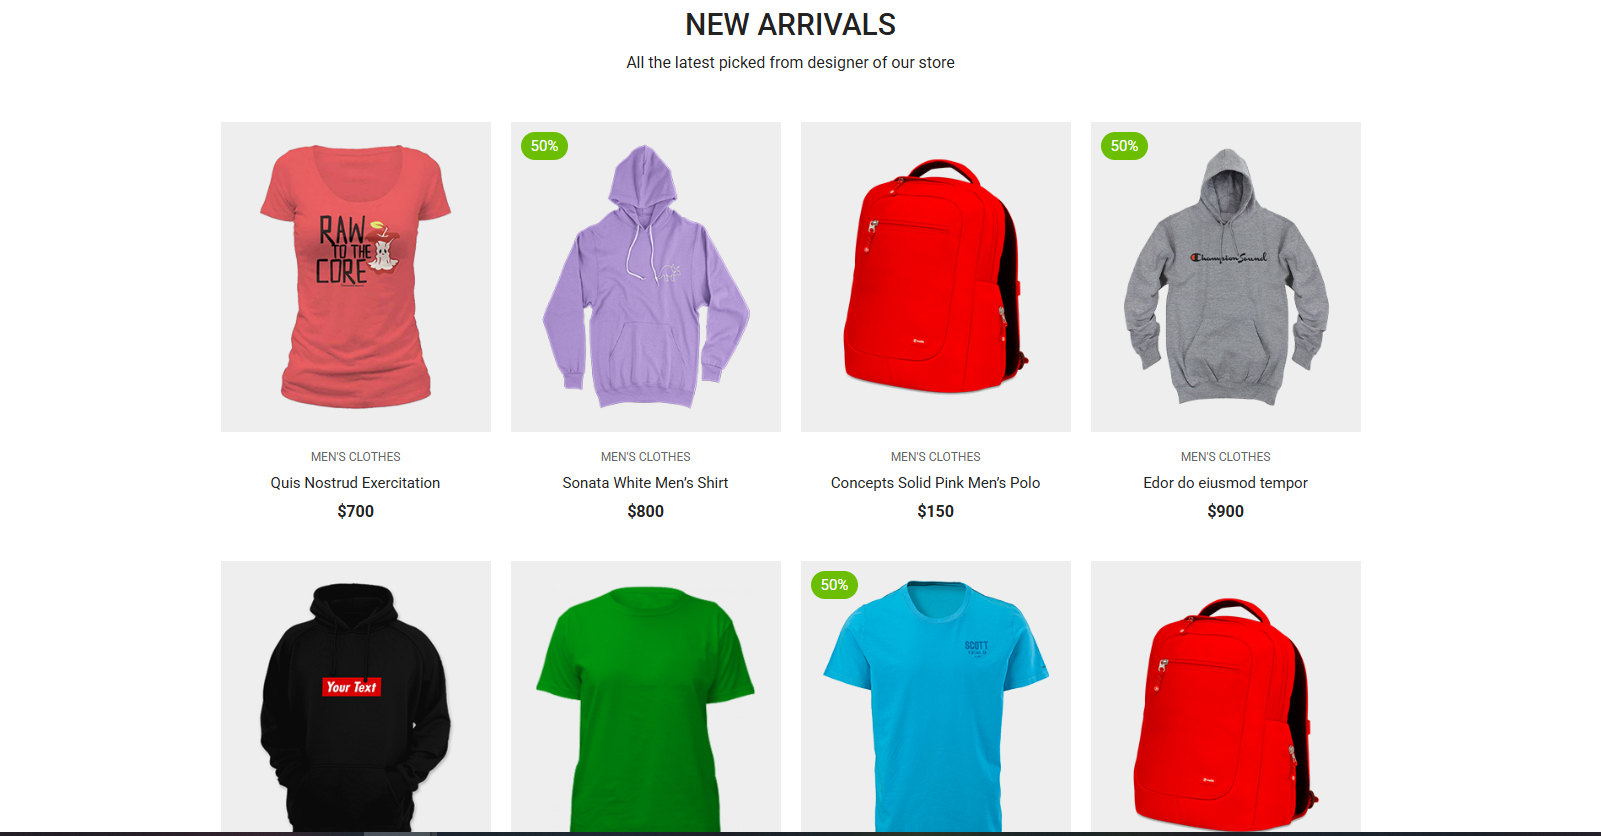 NEW ARRIVALS
All the latest picked from designer of our store
RAW
TO THE
CORE
50%
50%
ChampionSound
MEN'S CLOTHES
Quis Nostrud Exercitation
$700
MEN'S CLOTHES
Sonata White Men’s Shirt
$800
MEN'S CLOTHES
Concepts Solid Pink Men’s Polo
$150
MEN'S CLOTHES
Edor do eiusmod tempor
$900
Your Text
50%
SCOTT